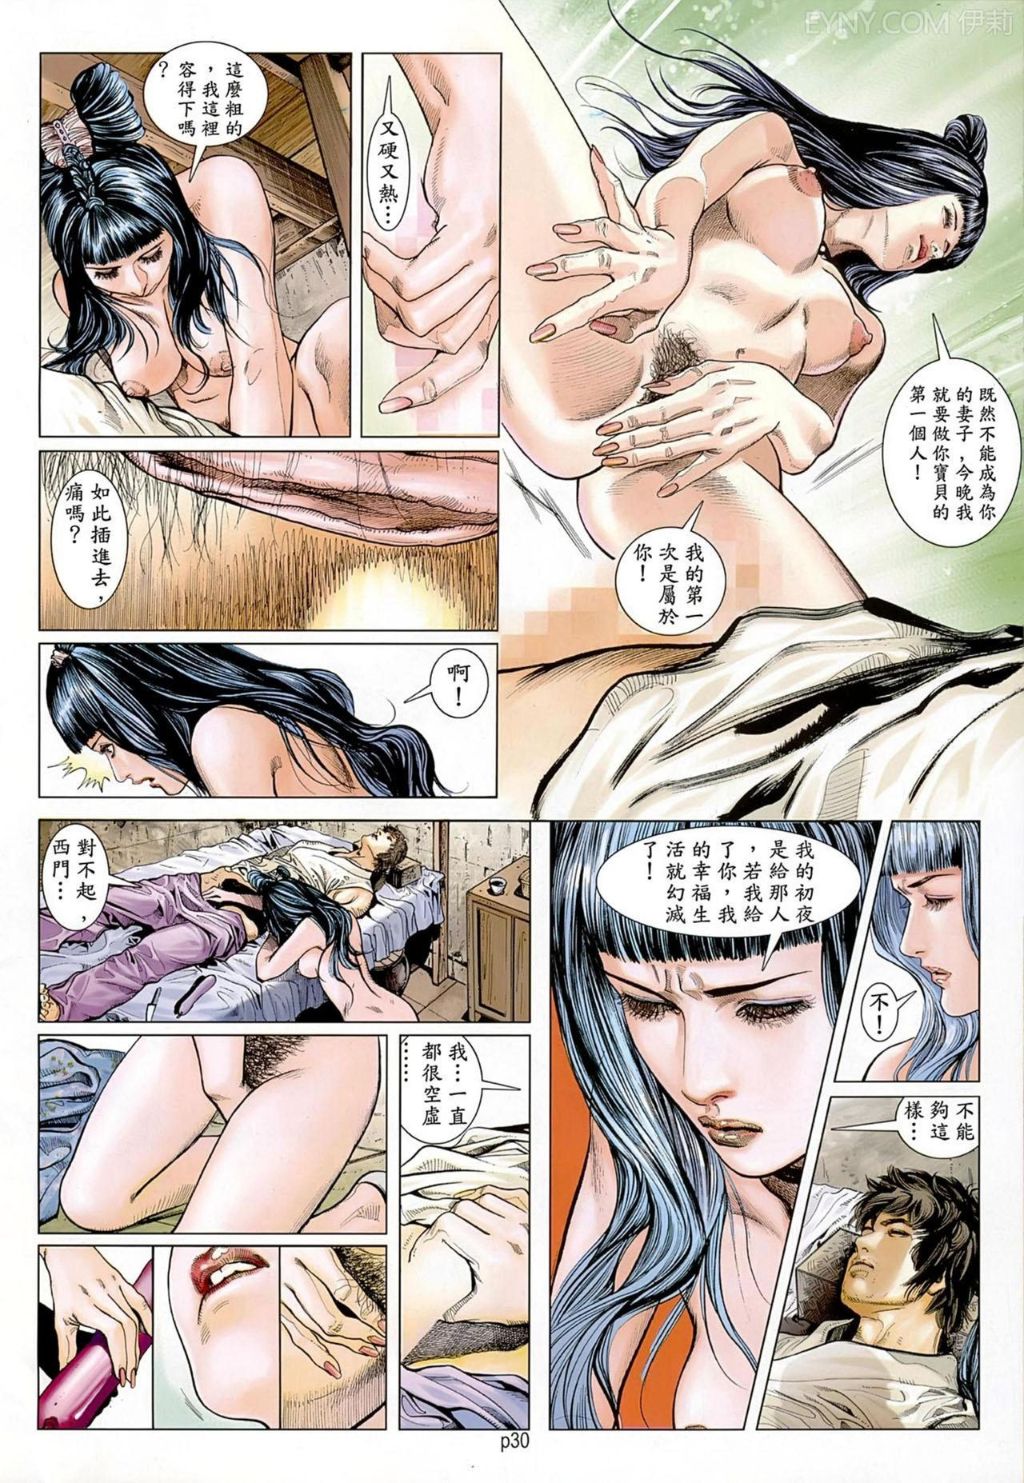 EYNY.COM 伊莉
既然不能成為你
的妻子，今晚我
就要做你寶貝的
第一個人！
我的第一
次是屬於
你！
又硬又熱…
這麼粗的
，我這裡
容得下嗎
？
如此插進去，
痛嗎？
啊！
不！
不能
夠這
樣…
我的初夜
是給那人
，若我給
了你，我
的幸福生
活就幻滅
了！
對不起，
西門…
我…一直
都很空虛
……
p30